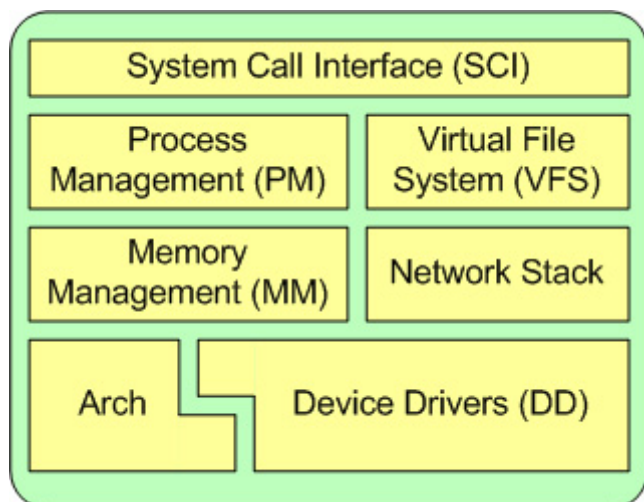 System Call Interface (SCI)
Process
Management (PM)
Virtual File
System (VFS)
Memory
Management (MM)
Network Stack
Arch
Device Drivers (DD)